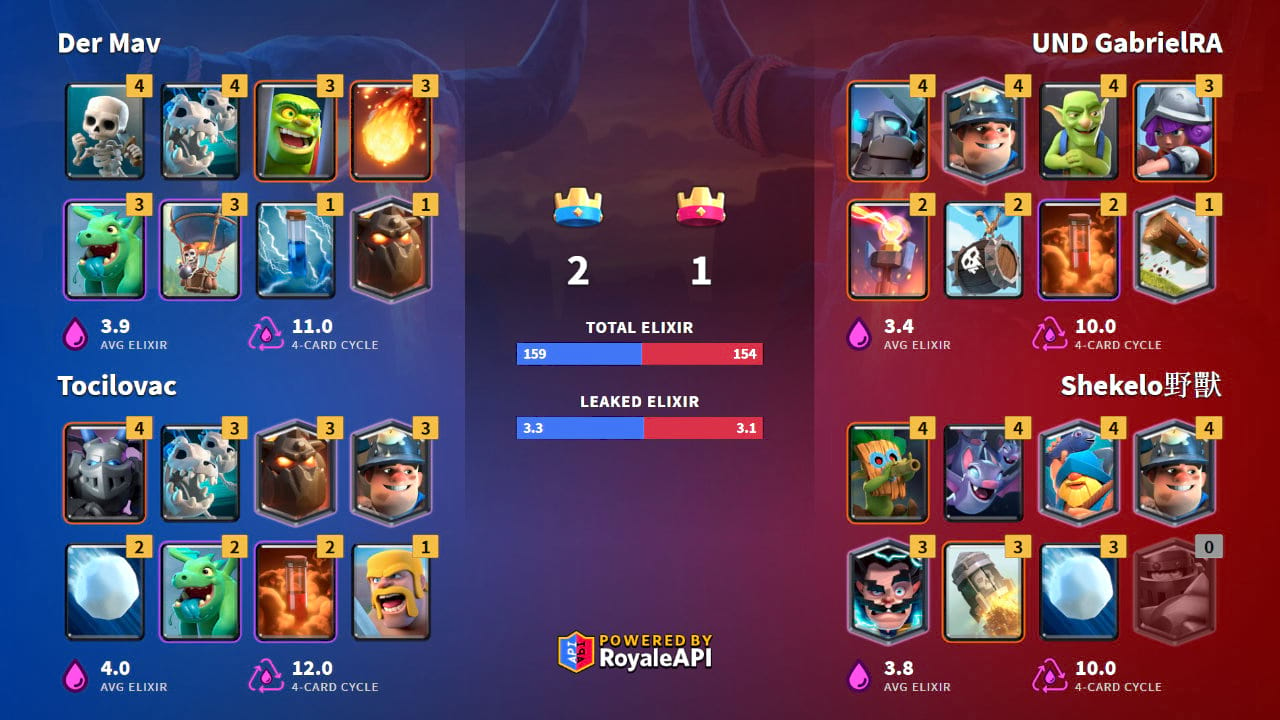 Der Mav
4 4 3 3
3 3 1 1
3.9
AVG ELIXIR
11.0
4-CARD CYCLE
Tocilovac
4 3 3 3
2 2 2 1
4.0
AVG ELIXIR
12.0
4-CARD CYCLE
2 1
TOTAL ELIXIR
159 154
LEAKED ELIXIR
3.3 3.1
POWERED BY
RoyaleAPI
UND GabrielRA
4 4 4 3
2 2 2 1
3.4
AVG ELIXIR
10.0
4-CARD CYCLE
Shekelo野獸
4 4 4 4
3 3 3 0
3.8
AVG ELIXIR
10.0
4-CARD CYCLE